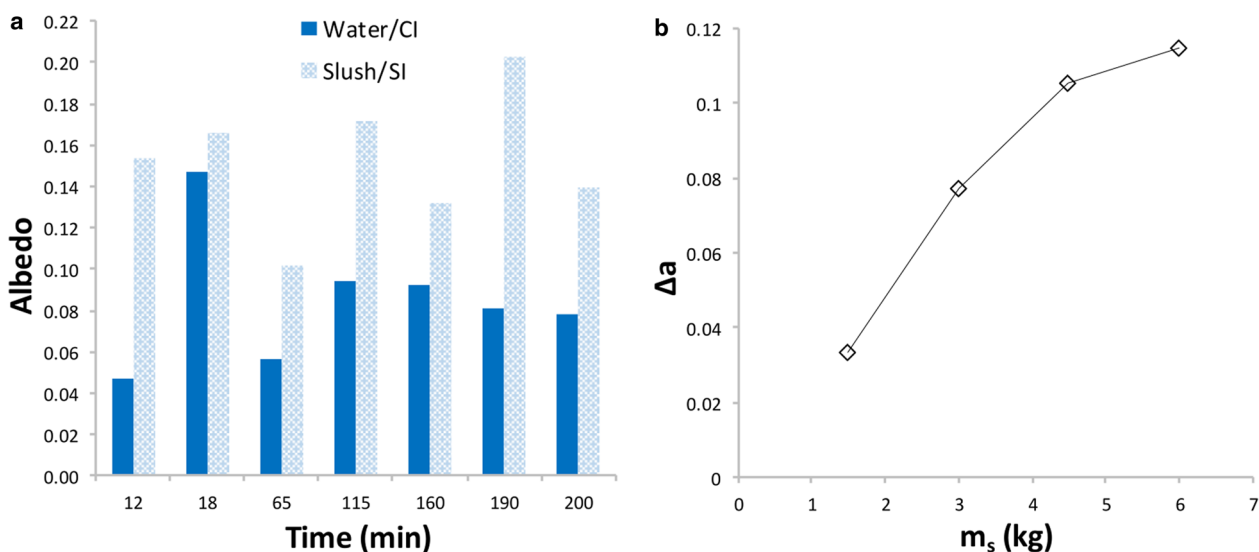 a
0.22
0.20
0.18
0.16
0.14
0.12
0.10
0.08
0.06
0.04
0.02
0.00
Albedo
Water/CI
Slush/SI
12 18 65 115 160 190 200
Time (min)
b
0.12
0.1
0.08
0.06
0.04
0.02
0
Δa
0 1 2 3 4 5 6 7
mₛ (kg)